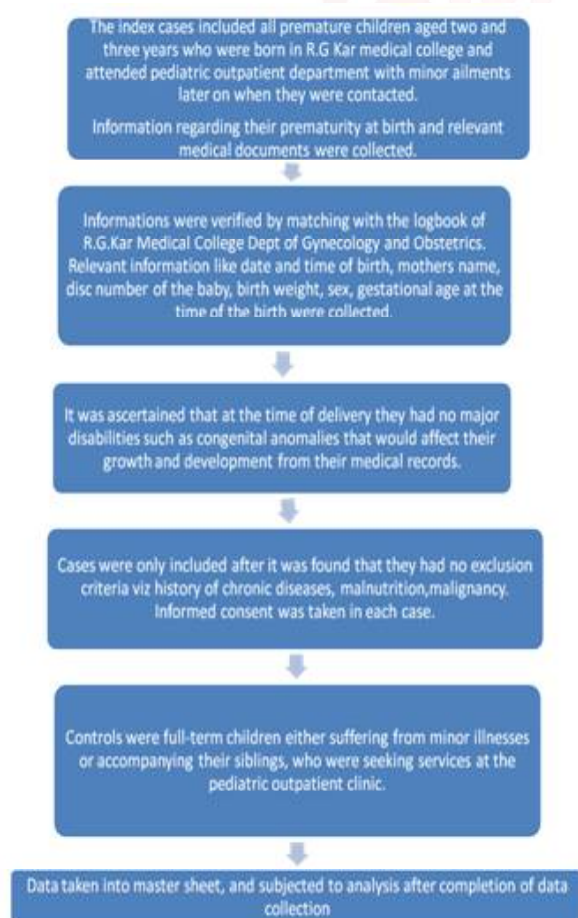 The index cases included all premature children aged two and
three years who were born in R.G Kar medical college and
attended pediatric outpatient department with minor ailments
later on when they were contacted.
Information regarding their prematurity at birth and relevant
medical documents were collected.
Informations were verified by matching with the logbook of
R.G.Kar Medical College Dept of Gynecology and Obstetrics.
Relevant information like date and time of birth, mothers name,
disc number of the baby, birth weight, sex, gestational age at the
time of the birth were collected.
It was ascertained that at the time of delivery they had no major
disabilities such as congenital anomalies that would affect their
growth and development from their medical records.
Cases were only included after it was found that they had no exclusion
criteria viz history of chronic diseases, malnutrition,malignancy.
Informed consent was taken in each case.
Controls were full-term children either suffering from minor illnesses
or accompanying their siblings, who were seeking services at the
pediatric outpatient clinic.
Data taken into master sheet, and subjected to analysis after completion of data
collection